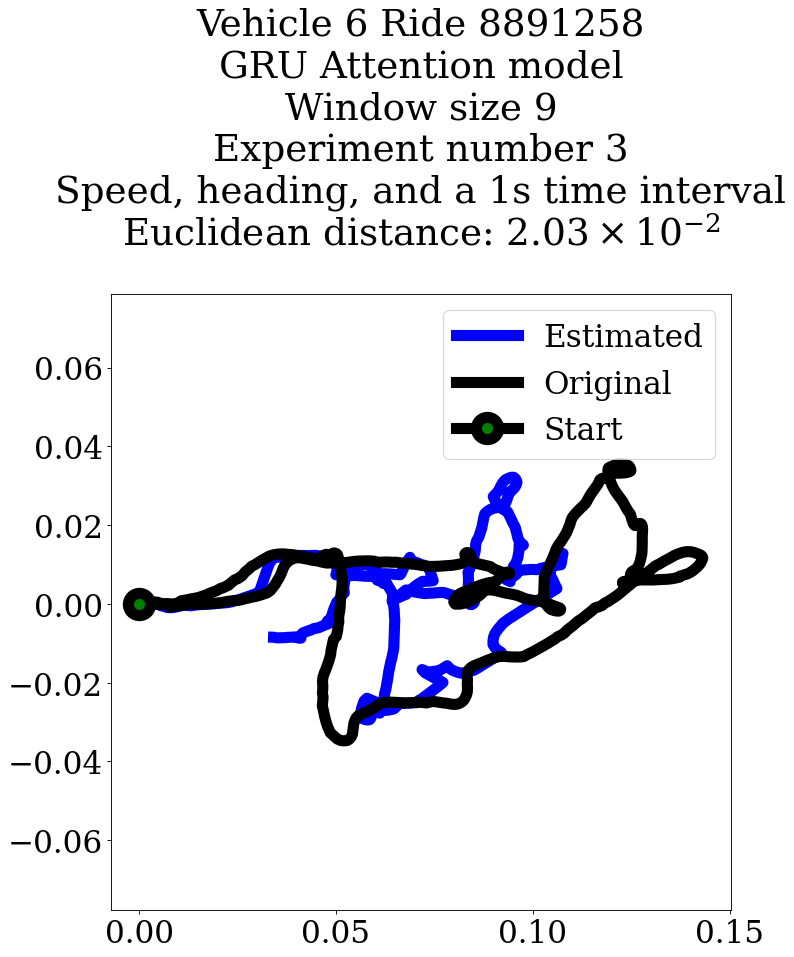 Vehicle 6 Ride 8891258
GRU Attention model
Window size 9
Experiment number 3
Speed, heading, and a 1s time interval
Euclidean distance: 2.03 × 10⁻²
Estimated
Original
Start
0.06
0.04
0.02
0.00
−0.02
−0.04
−0.06
0.00 0.05 0.10 0.15